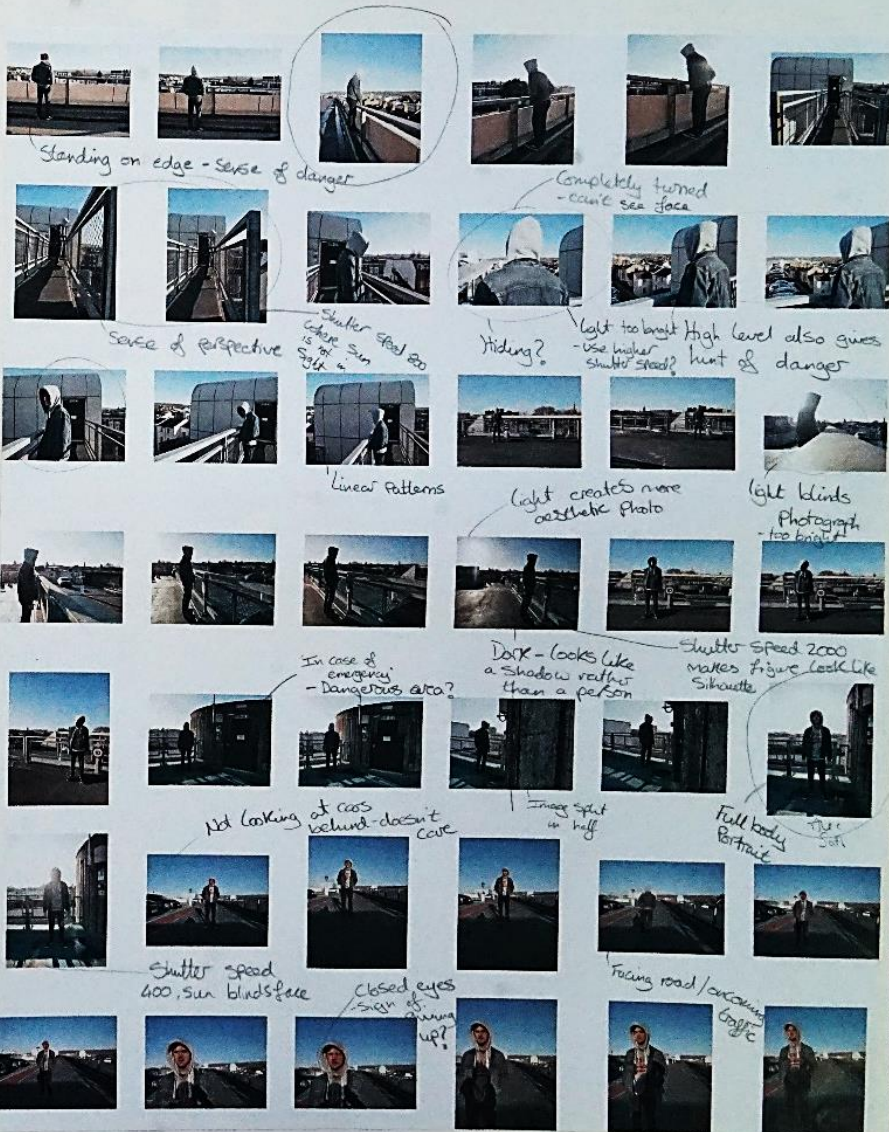 Standing on edge - Sense of danger
Completely turned
- can't see face
Sense of perspective
Shutter speed 800
where sun
is not
in
sight
Hiding?
Light too bright
- use higher
shutter speed?
High level also gives
hint of danger
Linear Patterns
Light creates more
aesthetic photo
Light blinds
Photograph
- too bright
Dark - looks like
a shadow rather
than a person
Shutter speed 2000
makes figure look like
Silhouette
In case of
emergency
- Dangerous area?
Image split
in half
Full body
Portrait
Sun
Not looking at cars
behind - doesn't
care
Shutter speed
400, sun blinds face
Closed eyes
- sign of
giving
up?
Facing road/oncoming
traffic